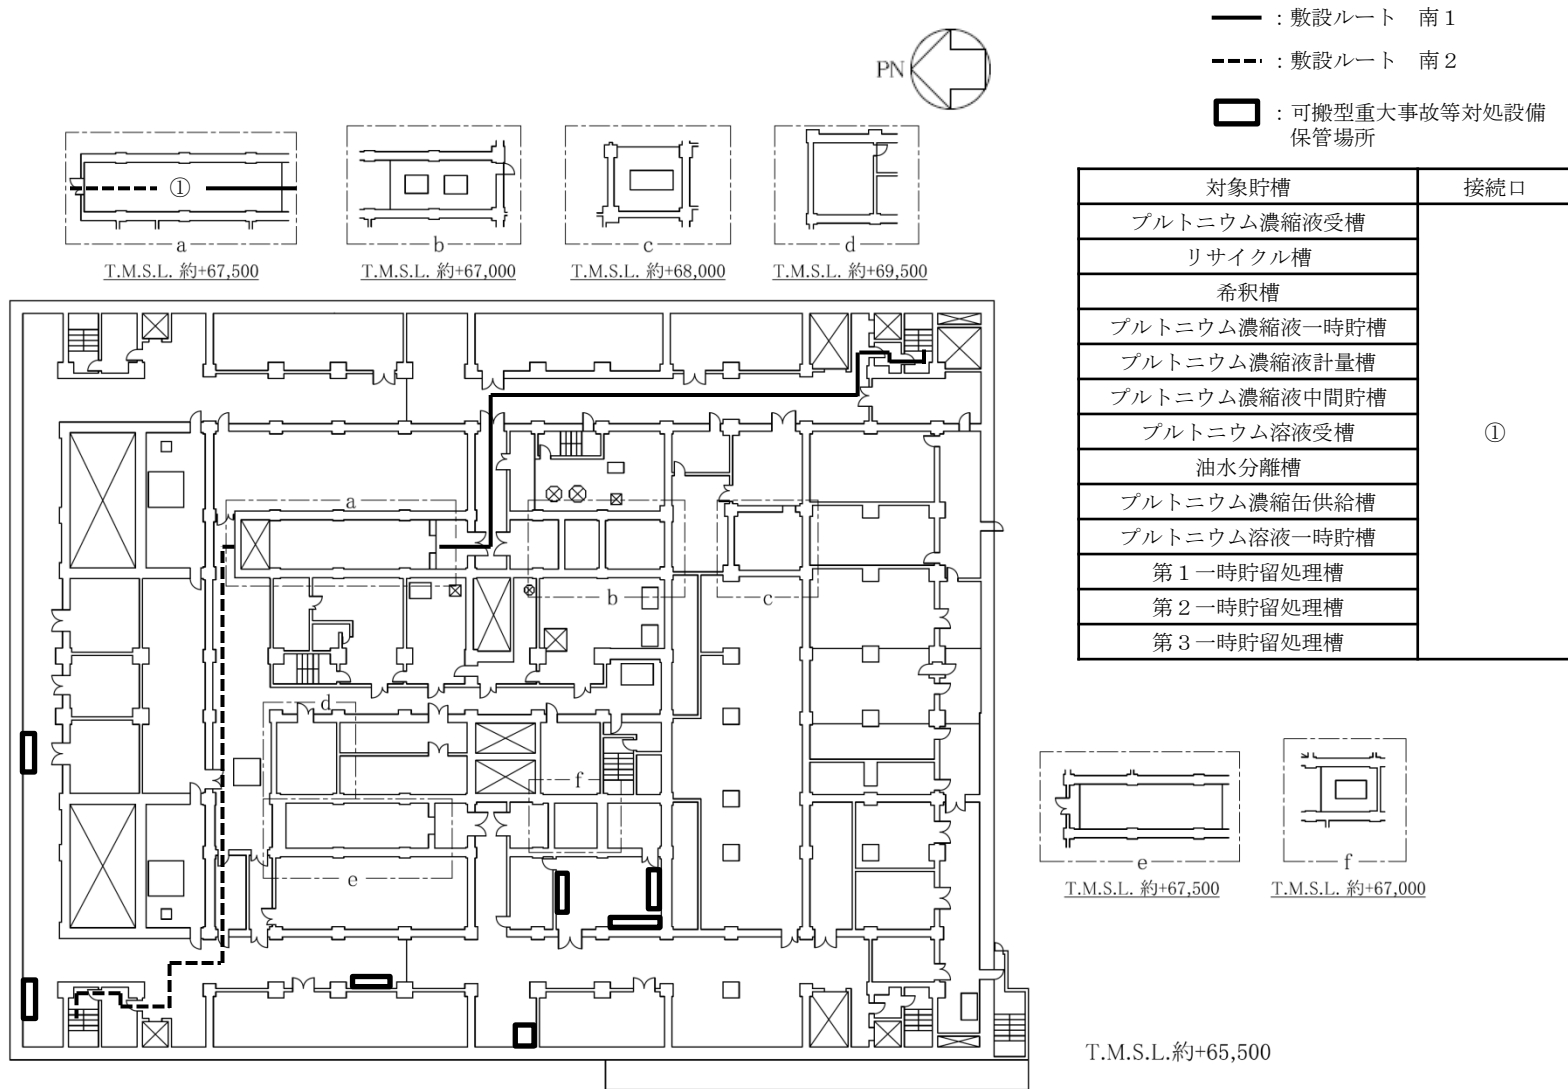 ：敷設ルート　南１
：敷設ルート　南２
：可搬型重大事故等対処設備
保管場所
PN
①
a
T.M.S.L. 約+67,500
b
T.M.S.L. 約+67,000
c
T.M.S.L. 約+68,000
d
T.M.S.L. 約+69,500
対象貯槽
接続口
プルトニウム濃縮液受槽
リサイクル槽
希釈槽
プルトニウム濃縮液一時貯槽
プルトニウム濃縮液計量槽
プルトニウム濃縮液中間貯槽
プルトニウム溶液受槽
油水分離槽
プルトニウム濃縮缶供給槽
プルトニウム溶液一時貯槽
第１一時貯留処理槽
第２一時貯留処理槽
第３一時貯留処理槽
①
a
b
c
d
f
e
e
T.M.S.L. 約+67,500
f
T.M.S.L. 約+67,000
T.M.S.L.約+65,500